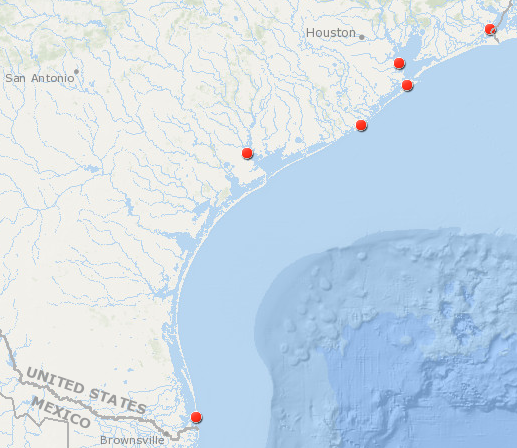 Houston
San Antonio
UNITED STATES
MEXICO
Brownsville